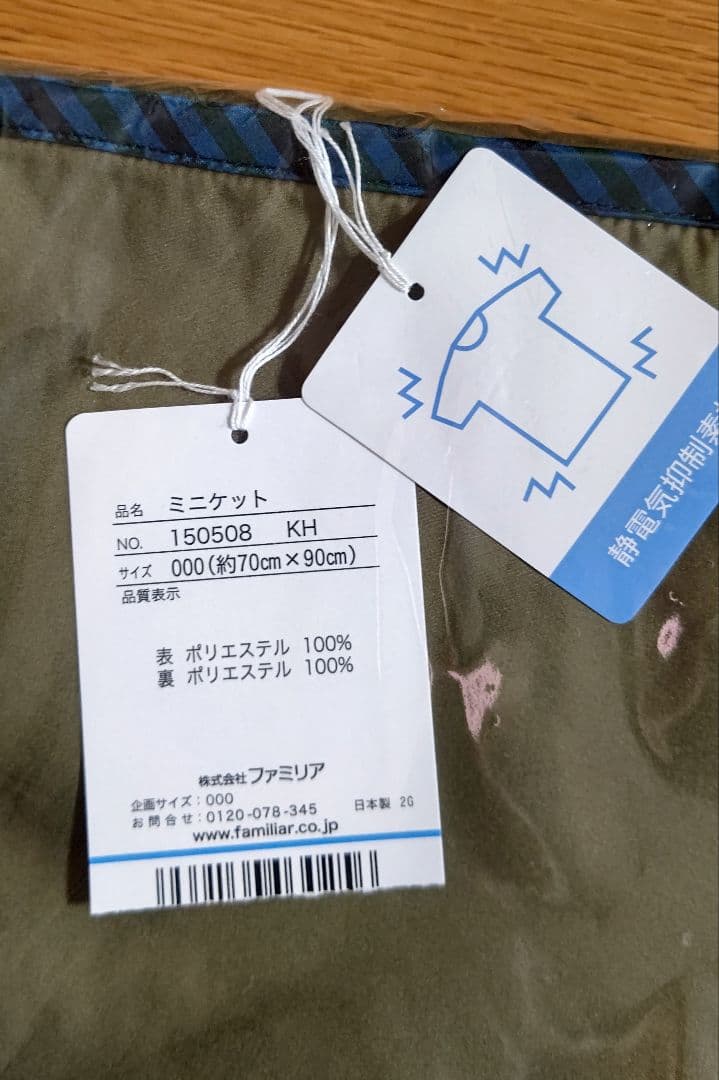 品名 ミニケット
NO. 150508 KH
サイズ 000(約70cm×90cm)
品質表示
表 ポリエステル 100%
裏 ポリエステル 100%
株式会社ファミリア
企画サイズ:000
お問合せ:0120-078-345 日本製 2G
www.familiar.co.jp
静電気抑制素